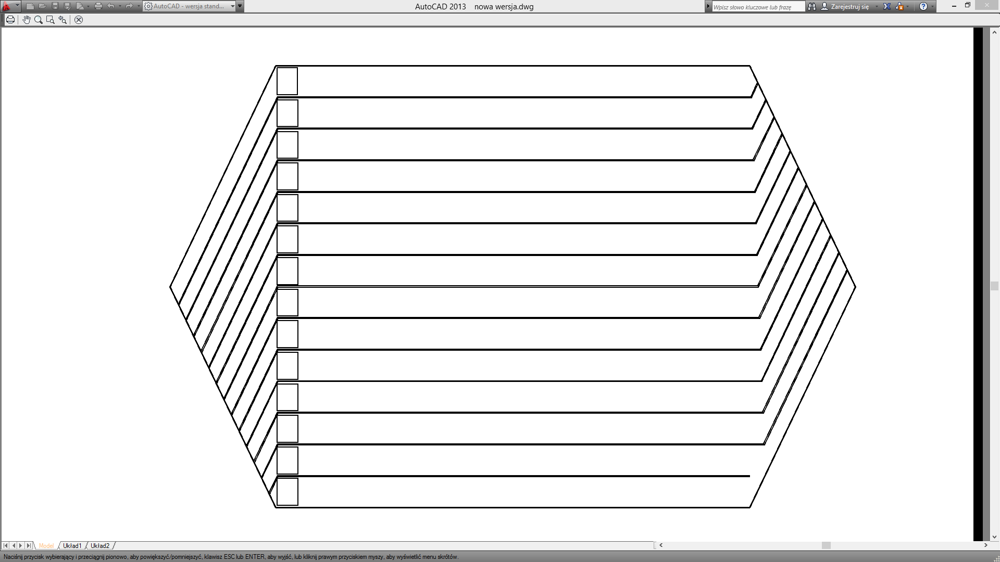 AutoCAD - wersja stand...
AutoCAD 2013 nowa wersja.dwg
Wpisz słowo kluczowe lub frazę
Zarejestruj się
Model
Układ1
Układ2
Naciśnij przycisk wybierający i przeciągnij pionowo, aby powiększyć/pomniejszyć, klawisz ESC lub ENTER, aby wyjść, lub kliknij prawym przyciskiem myszy, aby wyświetlić menu skrótów.